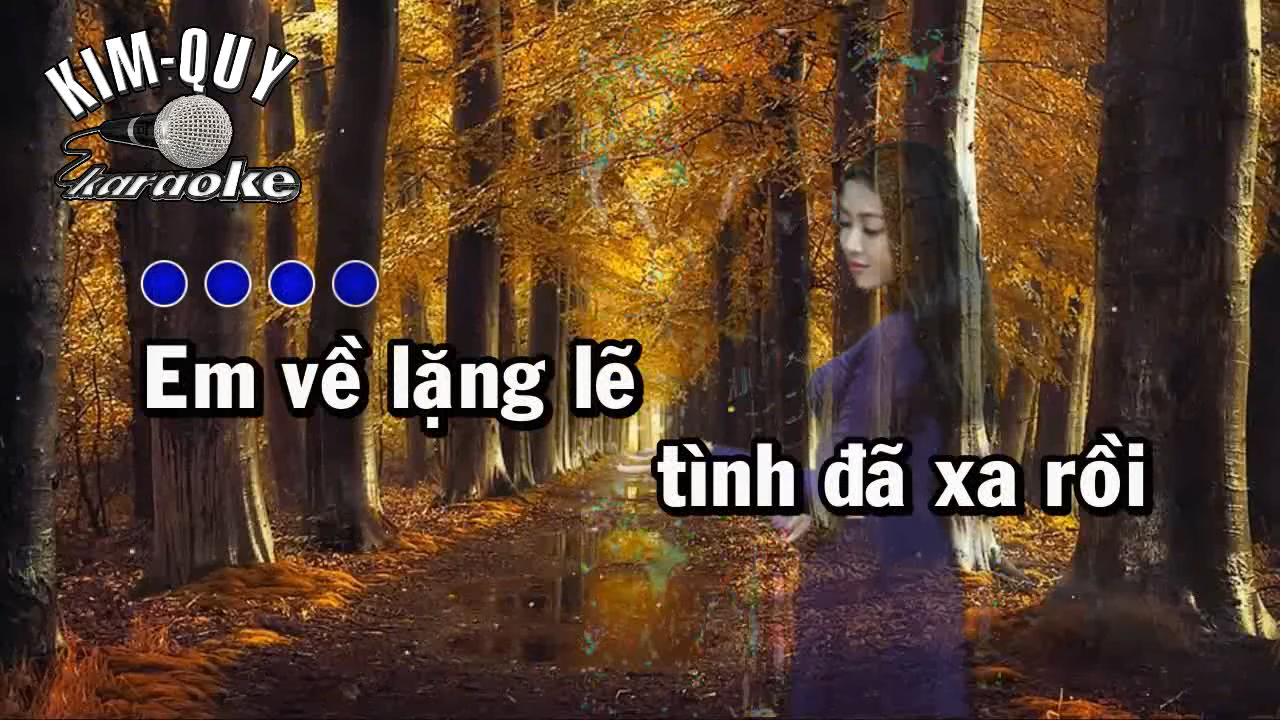 KIM-QUY
karaoke
Em về lặng lẽ
tình đã xa rồi